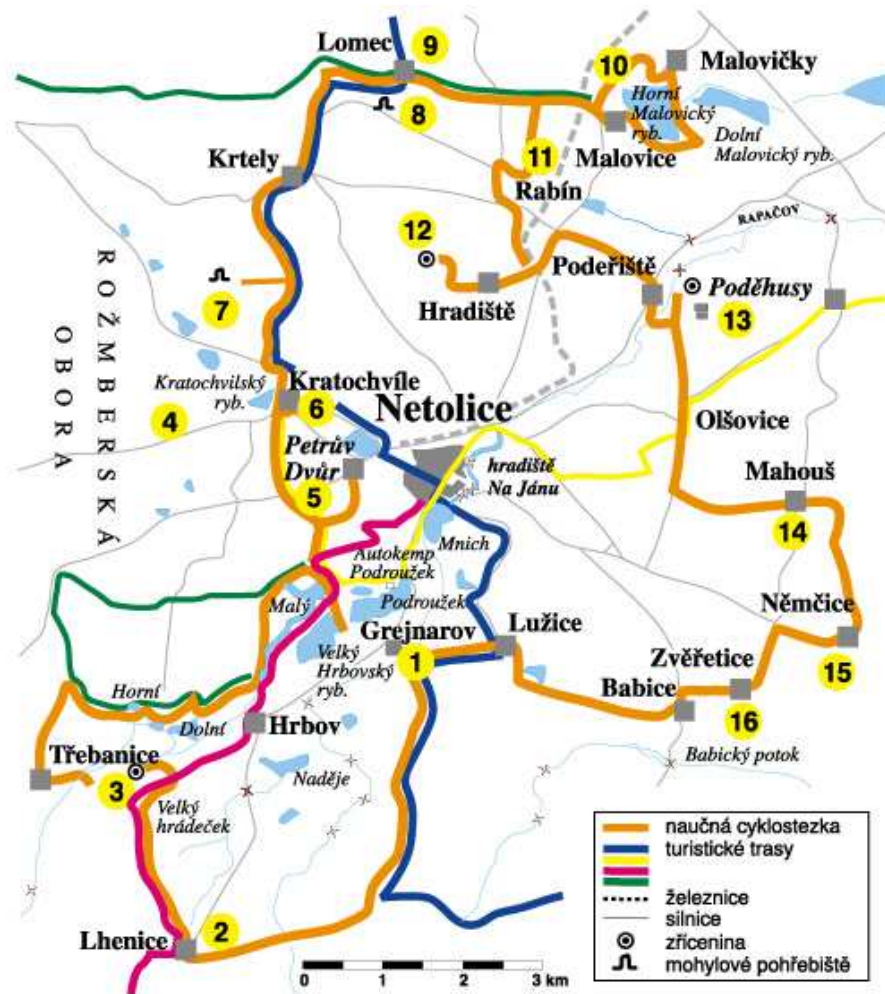 Lomec
9
10
Malovičky
Horní
Malovický
ryb.
8
Dolní
Malovický ryb.
Malovice
11
Krtely
Rabín
RAPAČOV
12
Podeřiště
Poděhusy
ROŽMBERSKÁ
OBORA
7
Hradiště
13
Kratochvíle
Kratochvilský
ryb.
6
Netolice
4
Olšovice
Petrův
Dvůr
hradiště
Na Jánu
Mahouš
5
14
Mnich
Autokemp
Podroužek
Malý
Podroužek
Němčice
Grejnarov
Lužice
1
Velký
Hrbovský
ryb.
Zvěřetice
15
Horní
Babice
16
Dolní
Hrbov
Třebanice
Babický potok
3
Naděje
Velký
hrádeček
naučná cyklostezka
turistické trasy
železnice
silnice
zřícenina
mohylové pohřebiště
Lhenice
2
0 1 2 3 km